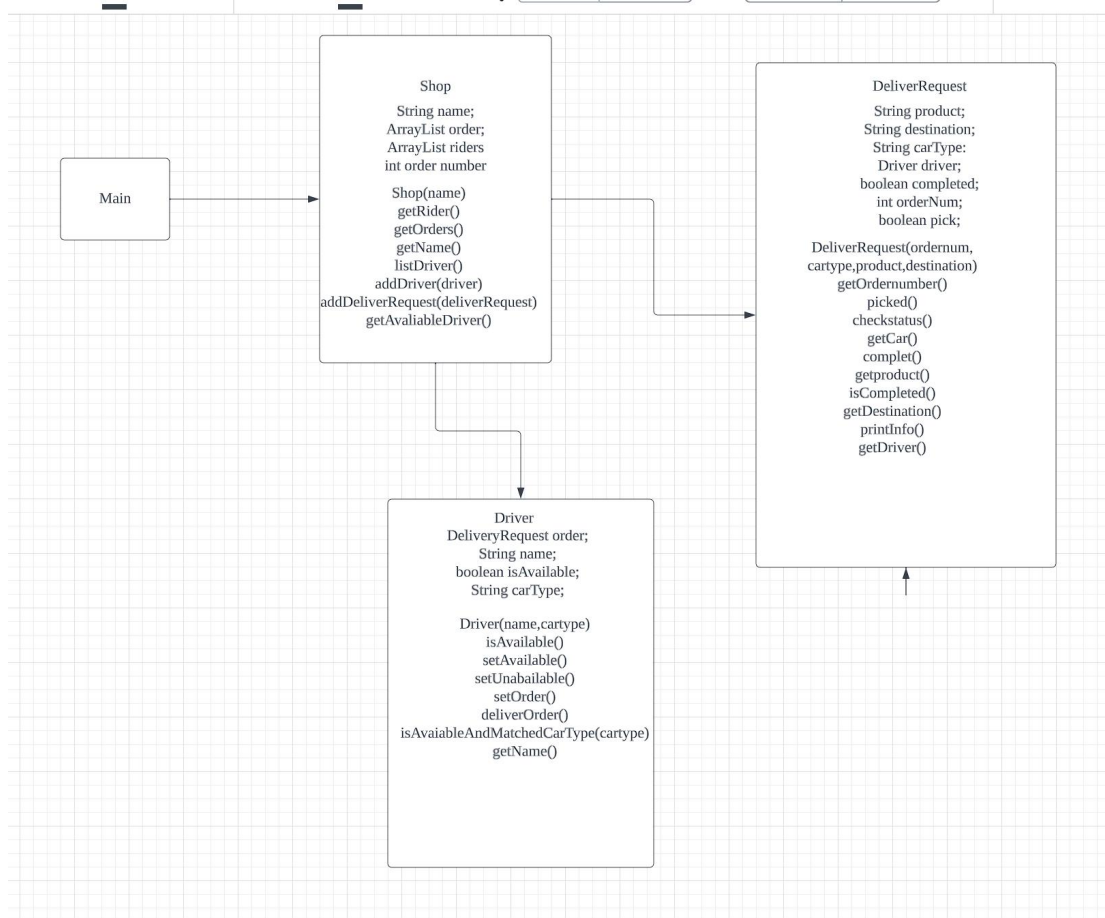 Main
Shop
String name;
ArrayList order;
ArrayList riders
int order number
Shop(name)
getRider()
getOrders()
getName()
listDriver()
addDriver(driver)
addDeliverRequest(deliverRequest)
getAvaliableDriver()
DeliverRequest
String product;
String destination;
String carType:
Driver driver;
boolean completed;
int orderNum;
boolean pick;
DeliverRequest(ordernum,
cartype,product,destination)
getOrdernumber()
picked()
checkstatus()
getCar()
complet()
getproduct()
isCompleted()
getDestination()
printInfo()
getDriver()
Driver
DeliveryRequest order;
String name;
boolean isAvailable;
String carType;
Driver(name,cartype)
isAvailable()
setAvailable()
setUnabailable()
setOrder()
deliverOrder()
isAvaiableAndMatchedCarType(cartype)
getName()